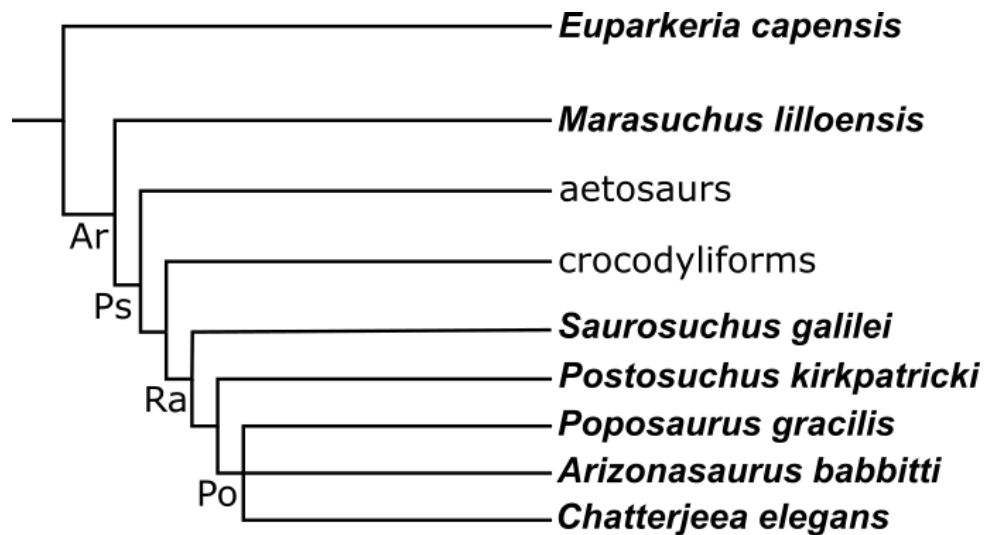 Euparkeria capensis
Marasuchus lilloensis
aetosaurs
Ar
crocodyliforms
Ps
Saurosuchus galilei
Postosuchus kirkpatricki
Ra
Poposaurus gracilis
Arizonasaurus babbitti
Po
Chatterjeea elegans